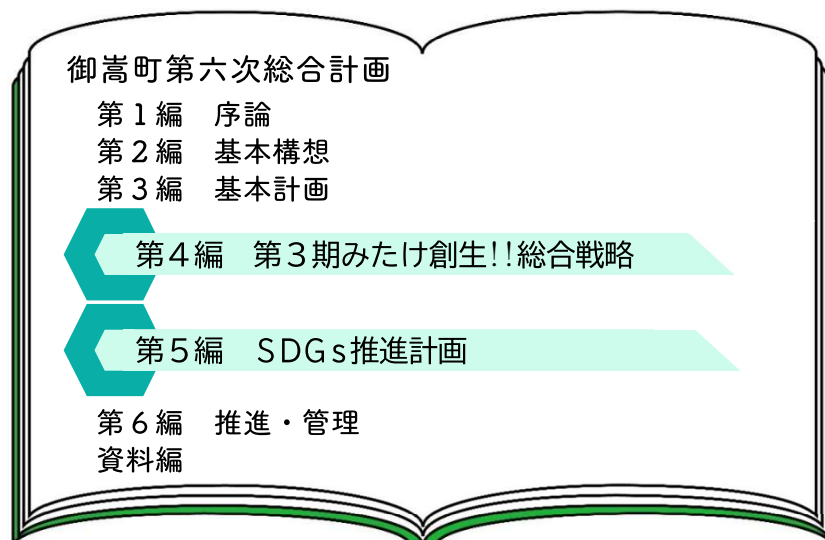 御嵩町第六次総合計画
第１編　序論
第２編　基本構想
第３編　基本計画
第４編　第３期みたけ創生!!総合戦略
第５編　ＳＤＧｓ推進計画
第６編　推進・管理
資料編